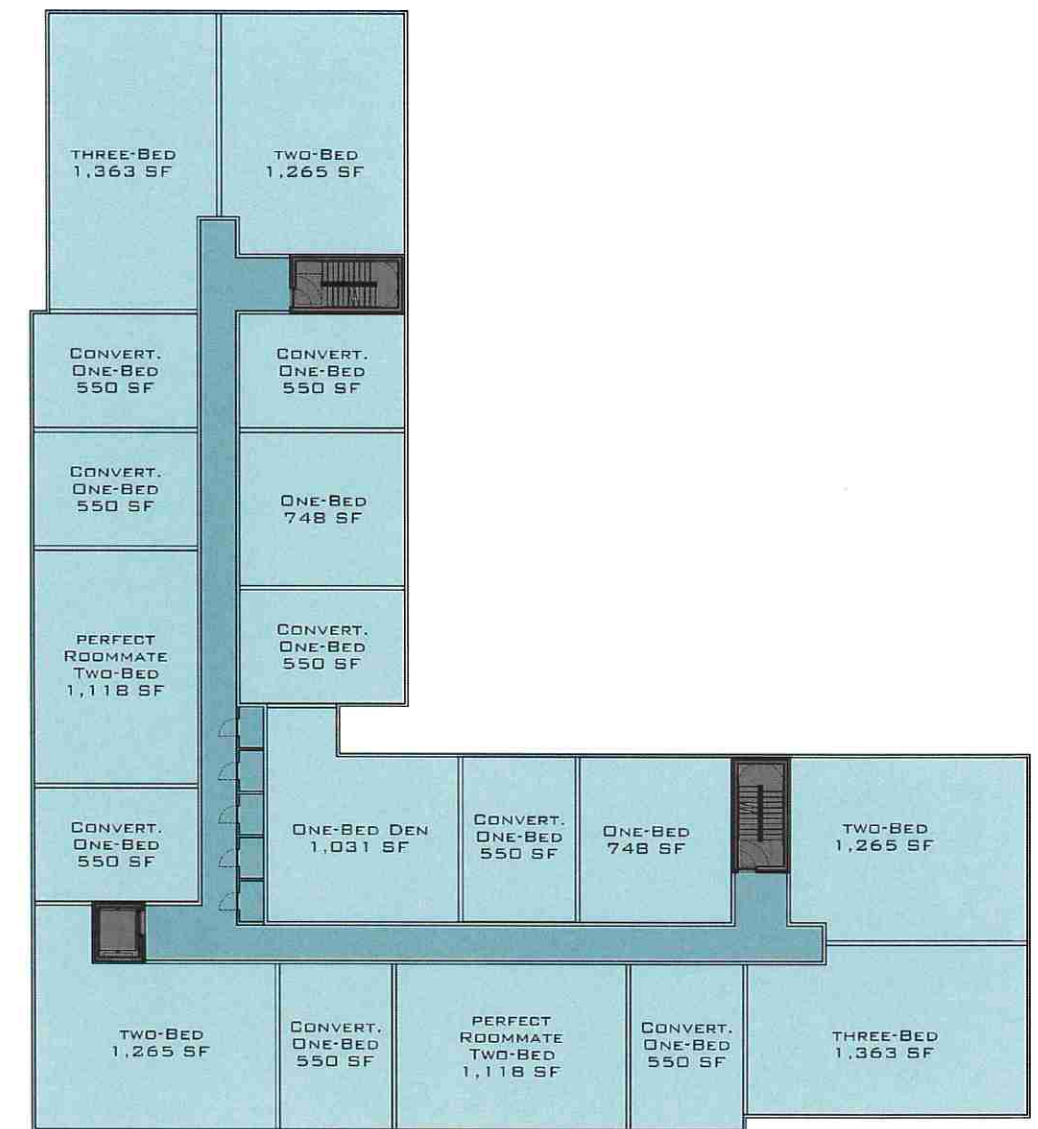 THREE-BED
1,363 SF
TWO-BED
1,265 SF
CONVERT.
ONE-BED
550 SF
CONVERT.
ONE-BED
550 SF
CONVERT.
ONE-BED
550 SF
ONE-BED
748 SF
PERFECT
ROOMMATE
TWO-BED
1,118 SF
CONVERT.
ONE-BED
550 SF
CONVERT.
ONE-BED
550 SF
ONE-BED DEN
1,031 SF
CONVERT.
ONE-BED
550 SF
ONE-BED
748 SF
TWO-BED
1,265 SF
TWO-BED
1,265 SF
CONVERT.
ONE-BED
550 SF
PERFECT
ROOMMATE
TWO-BED
1,118 SF
CONVERT.
ONE-BED
550 SF
THREE-BED
1,363 SF